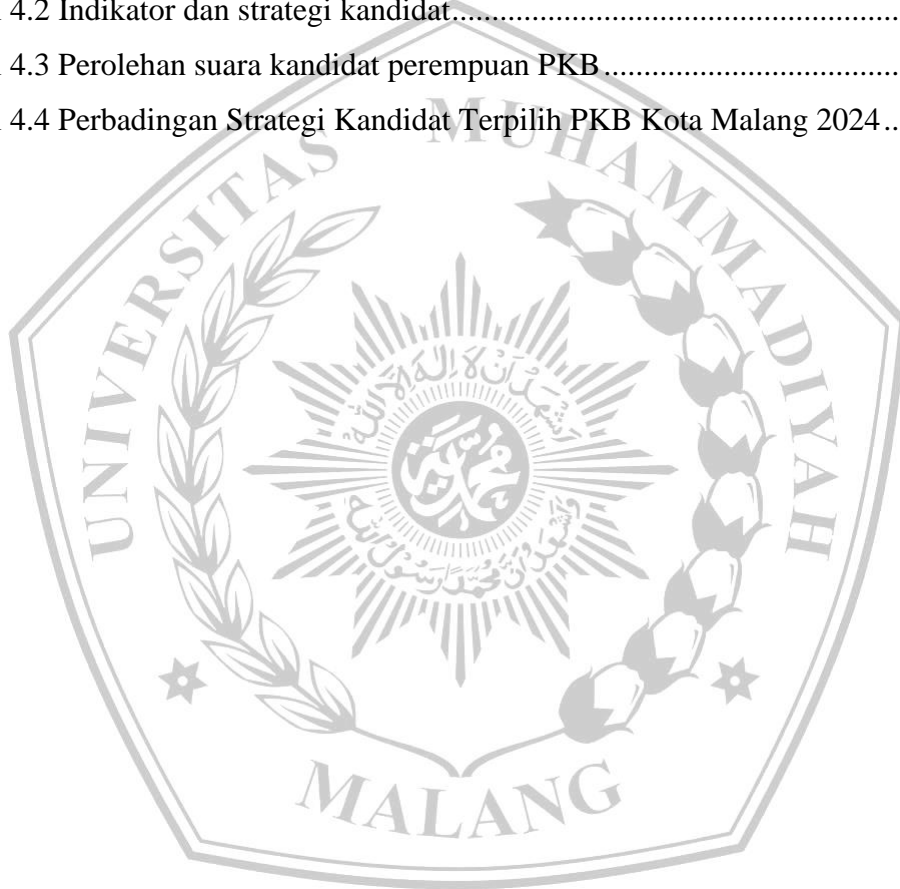 4.2 Indikator dan strategi kandidat
4.3 Perolehan suara kandidat perempuan PKB
4.4 Perbadingan Strategi Kandidat Terpilih PKB Kota Malang 2024
UNIVERSITAS MUHAMMADIYAH
MALANG